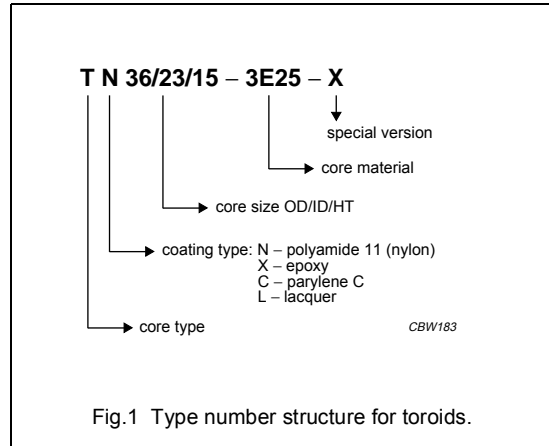 T N 36/23/15 – 3E25 – X
special version
core material
core size OD/ID/HT
coating type: N – polyamide 11 (nylon)
X – epoxy
C – parylene C
L – lacquer
core type
CBW183
Fig.1 Type number structure for toroids.